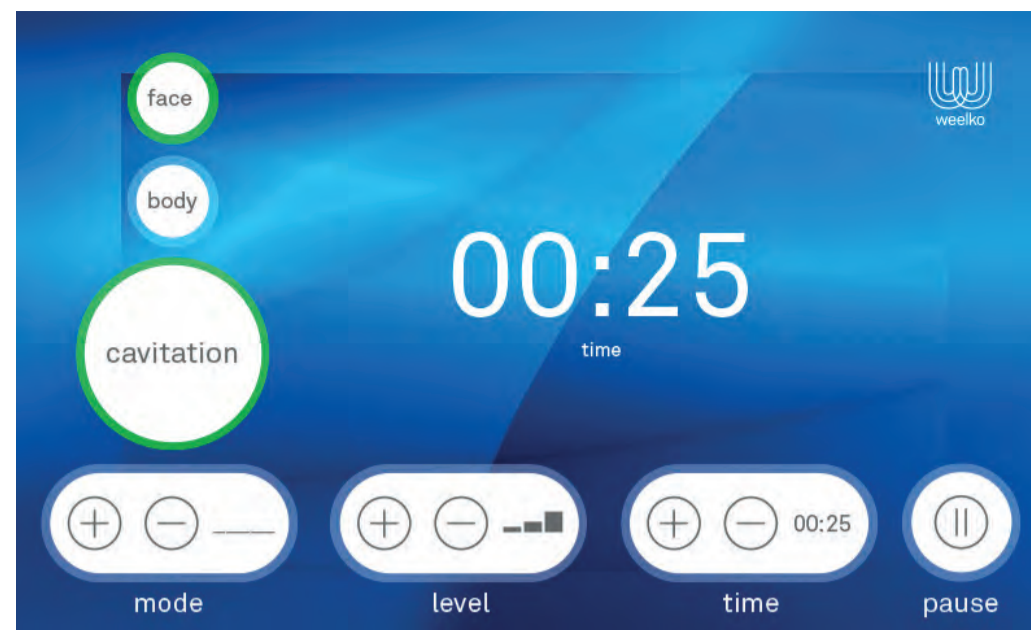 face
weelko
body
00:25
time
cavitation
00:25
mode
level
time
pause